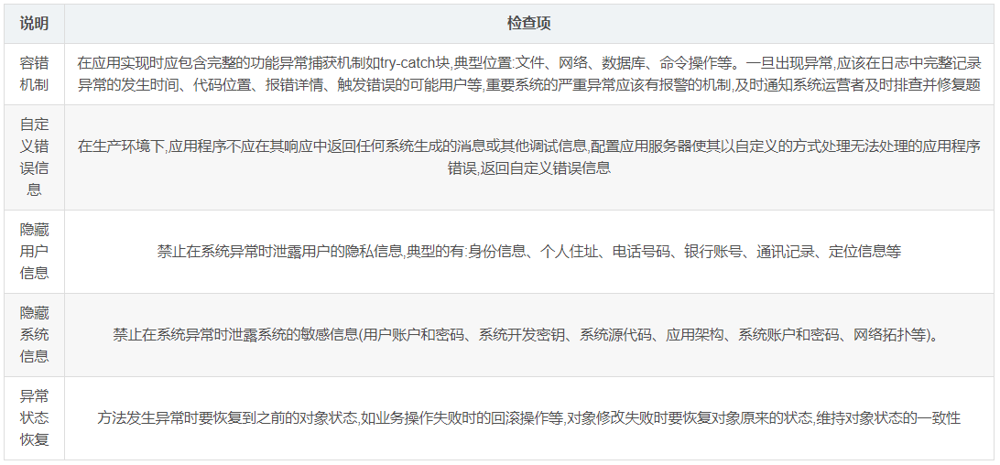 说明
检查项
容错
机制
在应用实现时应包含完整的功能异常捕获机制如try-catch块,典型位置:文件、网络、数据库、命令操作等。一旦出现异常,应该在日志中完整记录
异常的发生时间、代码位置、报错详情、触发错误的可能用户等,重要系统的严重异常应该有报警的机制,及时通知系统运营者及时排查并修复题
自定
义错
误信
息
在生产环境下,应用程序不应在其响应中返回任何系统生成的消息或其他调试信息,配置应用服务器使其以自定义的方式处理无法处理的应用程序
错误,返回自定义错误信息
隐藏
用户
信息
禁止在系统异常时泄露用户的隐私信息,典型的有:身份信息、个人住址、电话号码、银行账号、通讯记录、定位信息等
隐藏
系统
信息
禁止在系统异常时泄露系统的敏感信息(用户账户和密码、系统开发密钥、系统源代码、应用架构、系统账户和密码、网络拓扑等)。
异常
状态
恢复
方法发生异常时要恢复到之前的对象状态,如业务操作失败时的回滚操作等,对象修改失败时要恢复对象原来的状态,维持对象状态的一致性